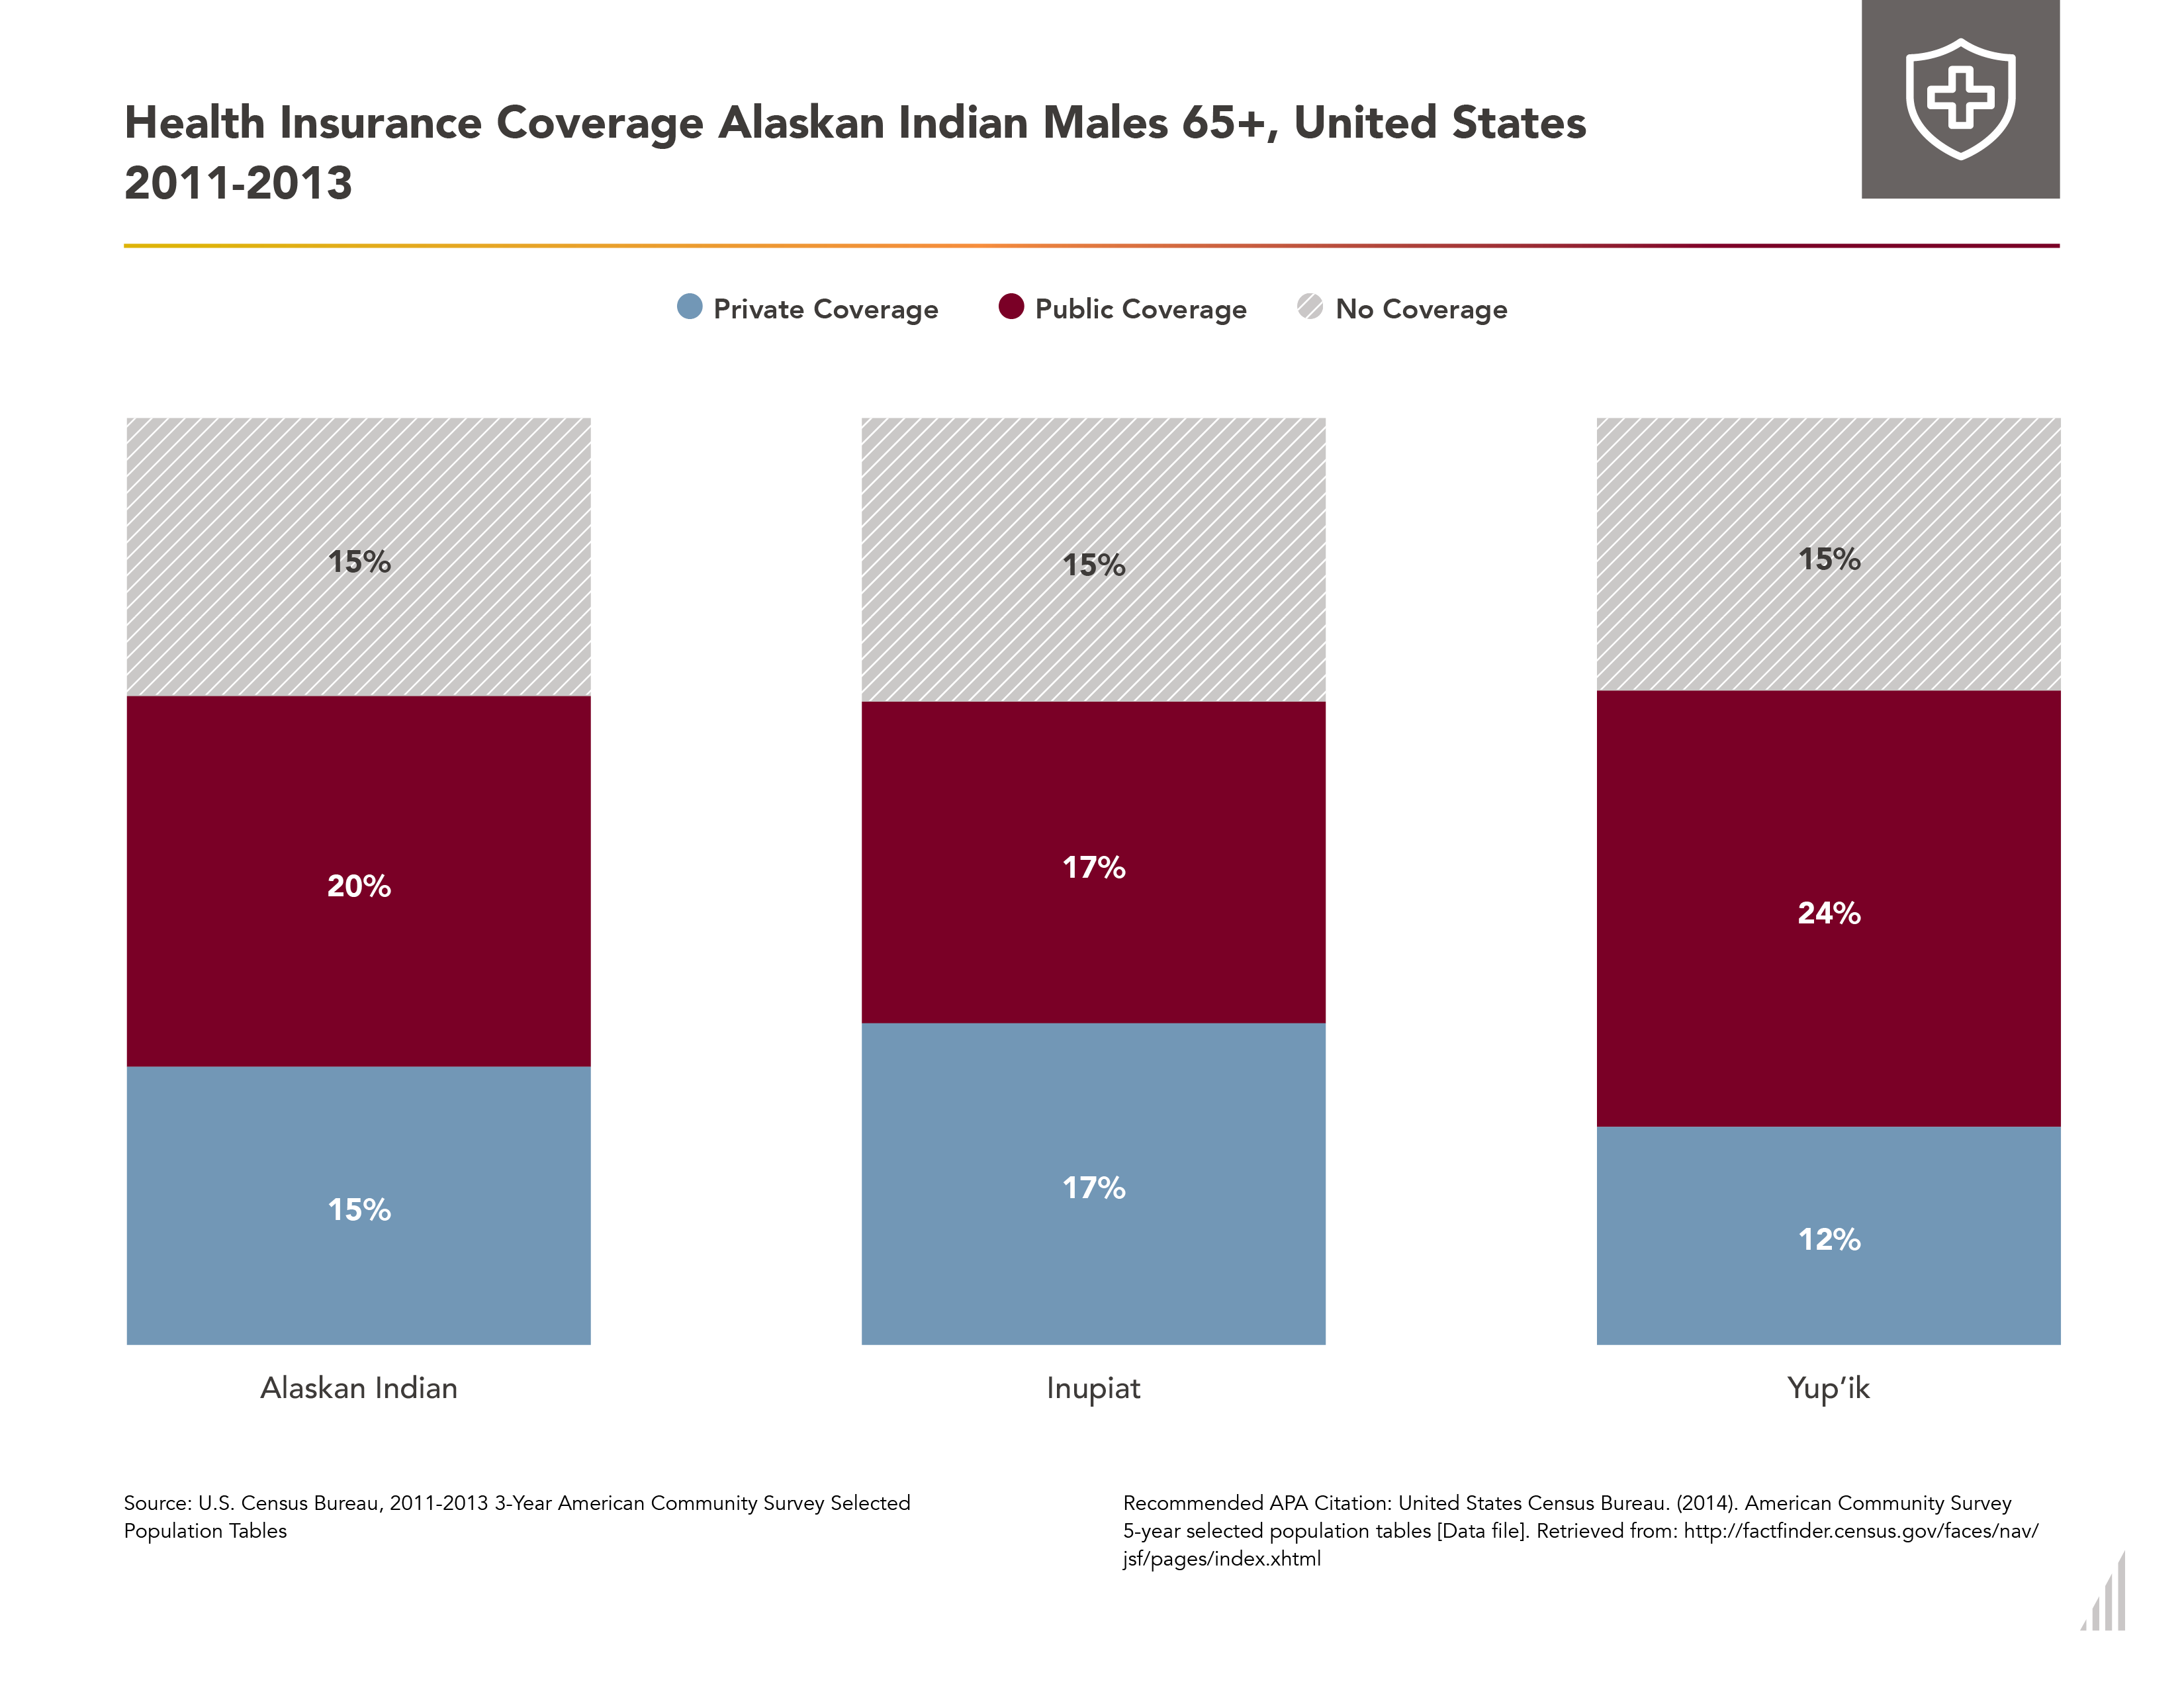 Health Insurance Coverage Alaskan Indian Males 65+, United States
2011-2013
Private Coverage
Public Coverage
No Coverage
15%
15%
15%
20%
17%
24%
15%
17%
12%
Alaskan Indian
Inupiat
Yup’ik
Source: U.S. Census Bureau, 2011-2013 3-Year American Community Survey Selected
Population Tables
Recommended APA Citation: United States Census Bureau. (2014). American Community Survey
5-year selected population tables [Data file]. Retrieved from: http://factfinder.census.gov/faces/nav/
jsf/pages/index.xhtml